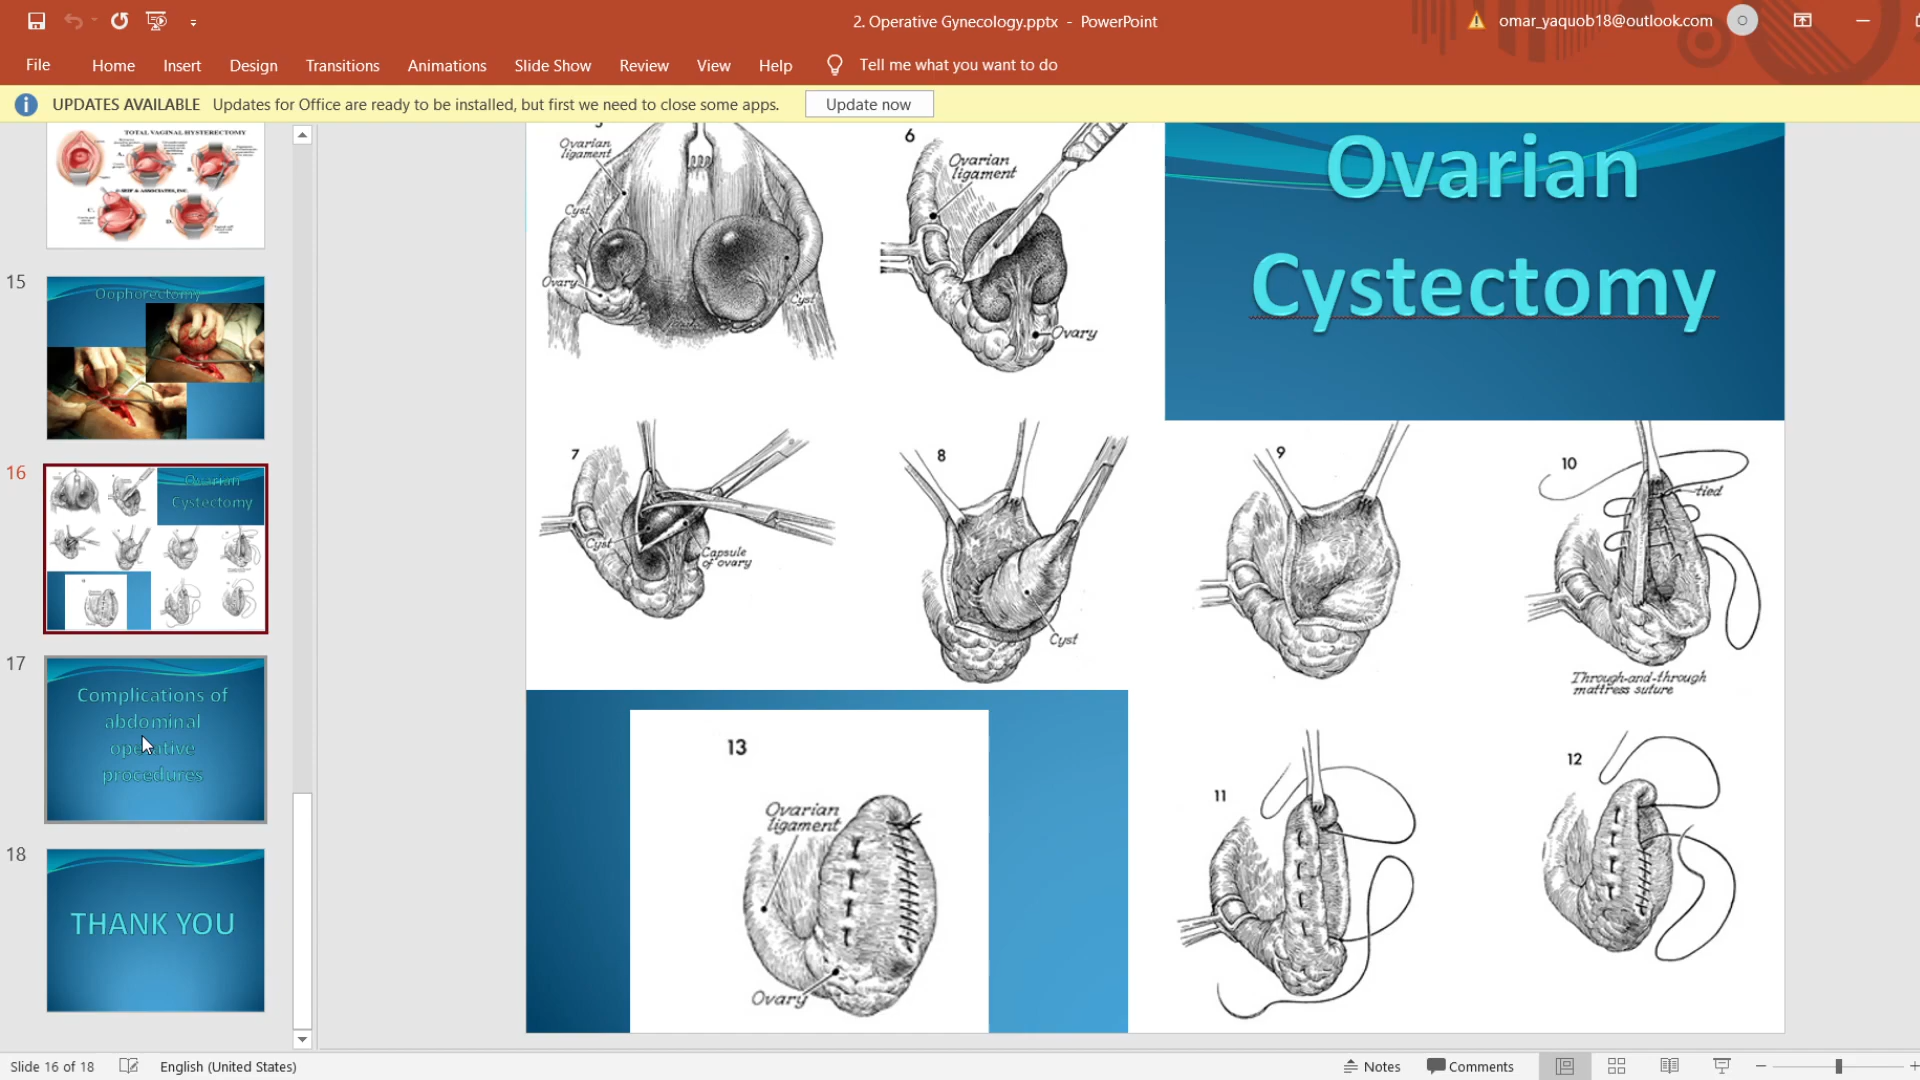 2. Operative Gynecology.pptx - PowerPoint
omar_yaquob18@outlook.com
O
File Home Insert Design Transitions Animations Slide Show Review View Help Tell me what you want to do
UPDATES AVAILABLE Updates for Office are ready to be installed, but first we need to close some apps. Update now
TOTAL VAGINAL HYSTERECTOMY
15
Oophorectomy
16
Ovarian
Cystectomy
17
Complications of
abdominal
operative
procedures
18
THANK YOU
Ovarian
Cystectomy
Ovarian
ligament
Cyst
Ovary
Cyst
6
Ovarian
ligament
Ovary
7
Cyst
Capsule
of ovary
8
Cyst
9
10
tied
Through-and-through
mattress suture
13
Ovarian
ligament
Ovary
11
12
Slide 16 of 18 English (United States) Notes Comments